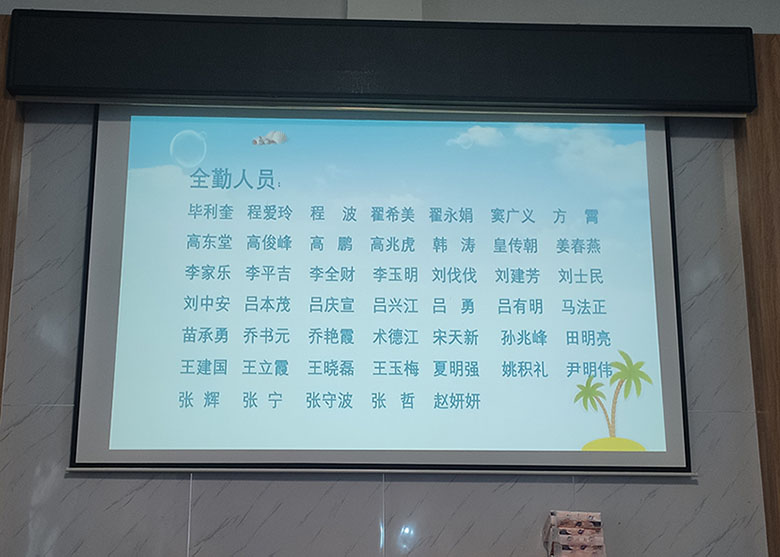 全勤人员:
毕利奎 程爱玲 程 波 翟希美 翟永娟 窦广义 方 霄
高东堂 高俊峰 高 鹏 高兆虎 韩 涛 皇传朝 姜春燕
李家乐 李平吉 李全财 李玉明 刘伐伐 刘建芳 刘士民
刘中安 吕本茂 吕庆宣 吕兴江 吕 勇 吕有明 马法正
苗承勇 乔书元 乔艳霞 术德江 宋天新 孙兆峰 田明亮
王建国 王立霞 王晓磊 王玉梅 夏明强 姚积礼 尹明伟
张 辉 张 宁 张守波 张 哲 赵妍妍